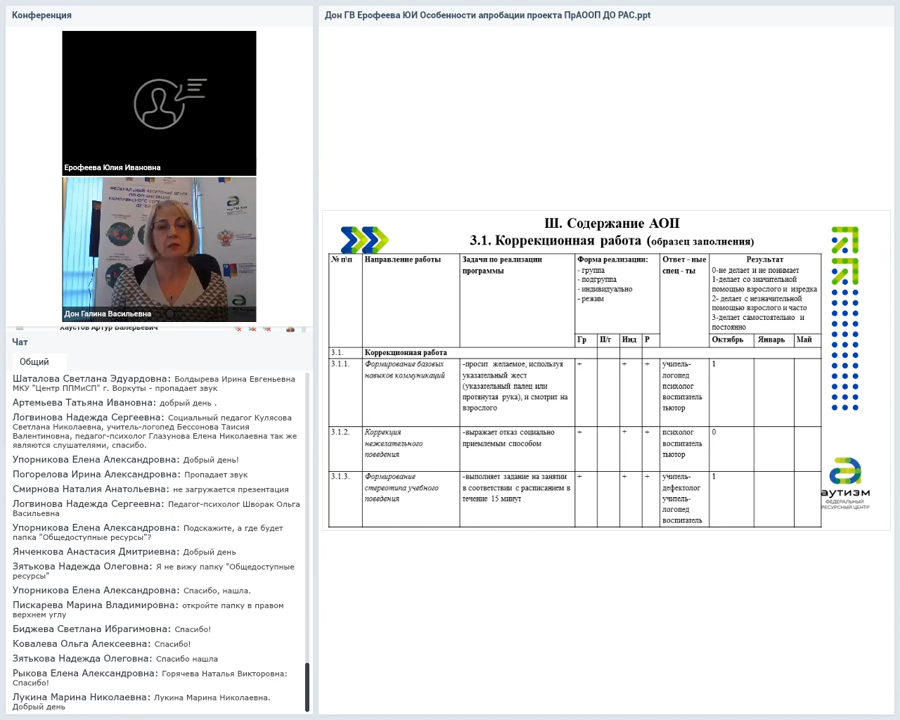 Конференция
Ерофеева Юлия Ивановна
Дон Галина Васильевна
Хаустов Артур Валерьевич
Чат
Общий
Шаталова Светлана Эдуардовна: Болдырева Ирина Евгеньевна
МКУ "Центр ППМиСП" г. Воркуты - пропадает звук
Артемьева Татьяна Ивановна: добрый день .
Логвинова Надежда Сергеевна: Социальный педагог Кулясова
Светлана Николаевна, учитель-логопед Бессонова Таисия
Валентиновна, педагог-психолог Глазунова Елена Николаевна так же
являются слушателями, спасибо.
Упорникова Елена Александровна: Добрый день!
Погорелова Ирина Александровна: Пропадает звук
Смирнова Наталия Анатольевна: не загружается презентация
Логвинова Надежда Сергеевна: Педагог-психолог Шворак Ольга
Васильевна
Упорникова Елена Александровна: Подскажите, а где будет
папка "Общедоступные ресурсы"?
Янченкова Анастасия Дмитриевна: Добрый день
Зятькова Надежда Олеговна: Я не вижу папку "Общедоступные
ресурсы"
Упорникова Елена Александровна: Спасибо, нашла.
Пискарева Марина Владимировна: откройте папку в правом
верхнем углу
Биджева Светлана Ибрагимовна: Спасибо!
Ковалева Ольга Алексеевна: Спасибо!
Зятькова Надежда Олеговна: Спасибо нашла
Рыкова Елена Александровна: Горячева Наталья Викторовна:
Спасибо!
Лукина Марина Николаевна: Лукина Марина Николаевна.
Добрый день
Дон ГВ Ерофеева ЮИ Особенности апробации проекта ПрАООП ДО РАС.ppt
III. Содержание АОП
3.1. Коррекционная работа (образец заполнения)
№ п\п
Направление работы
Задачи по реализации
программы
Форма реализации:
- группа
- подгруппа
- индивидуально
- режим
Ответ - ные
спец - ты
Результат
0-не делает и не понимает
1-делает со значительной
помощью взрослого и изредка
2- делает с незначительной
помощью взрослого и часто
3-делает самостоятельно и
постоянно
Гр П/г Инд Р Октябрь Январь Май
3.1. Коррекционная работа
3.1.1.
Формирование базовых
навыков коммуникаций
-просит желаемое, используя
указательный жест
(указательный палец или
протянутая рука), и смотрит на
взрослого
+ + +
учитель-
логопед
психолог
воспитатель
тьютор
1
3.1.2.
Коррекция
нежелательного
поведения
-выражает отказ социально
приемлемым способом
+ + +
психолог
воспитатель
тьютор
0
3.1.3.
Формирования
стереотипа учебного
поведения
-выполняет задание на занятии
в соответствии с расписанием в
течение 15 минут
+ + +
учитель-
дефектолог
учитель-
логопед
воспитатель
1
аутизм
ФЕДЕРАЛЬНЫЙ
РЕСУРСНЫЙ ЦЕНТР